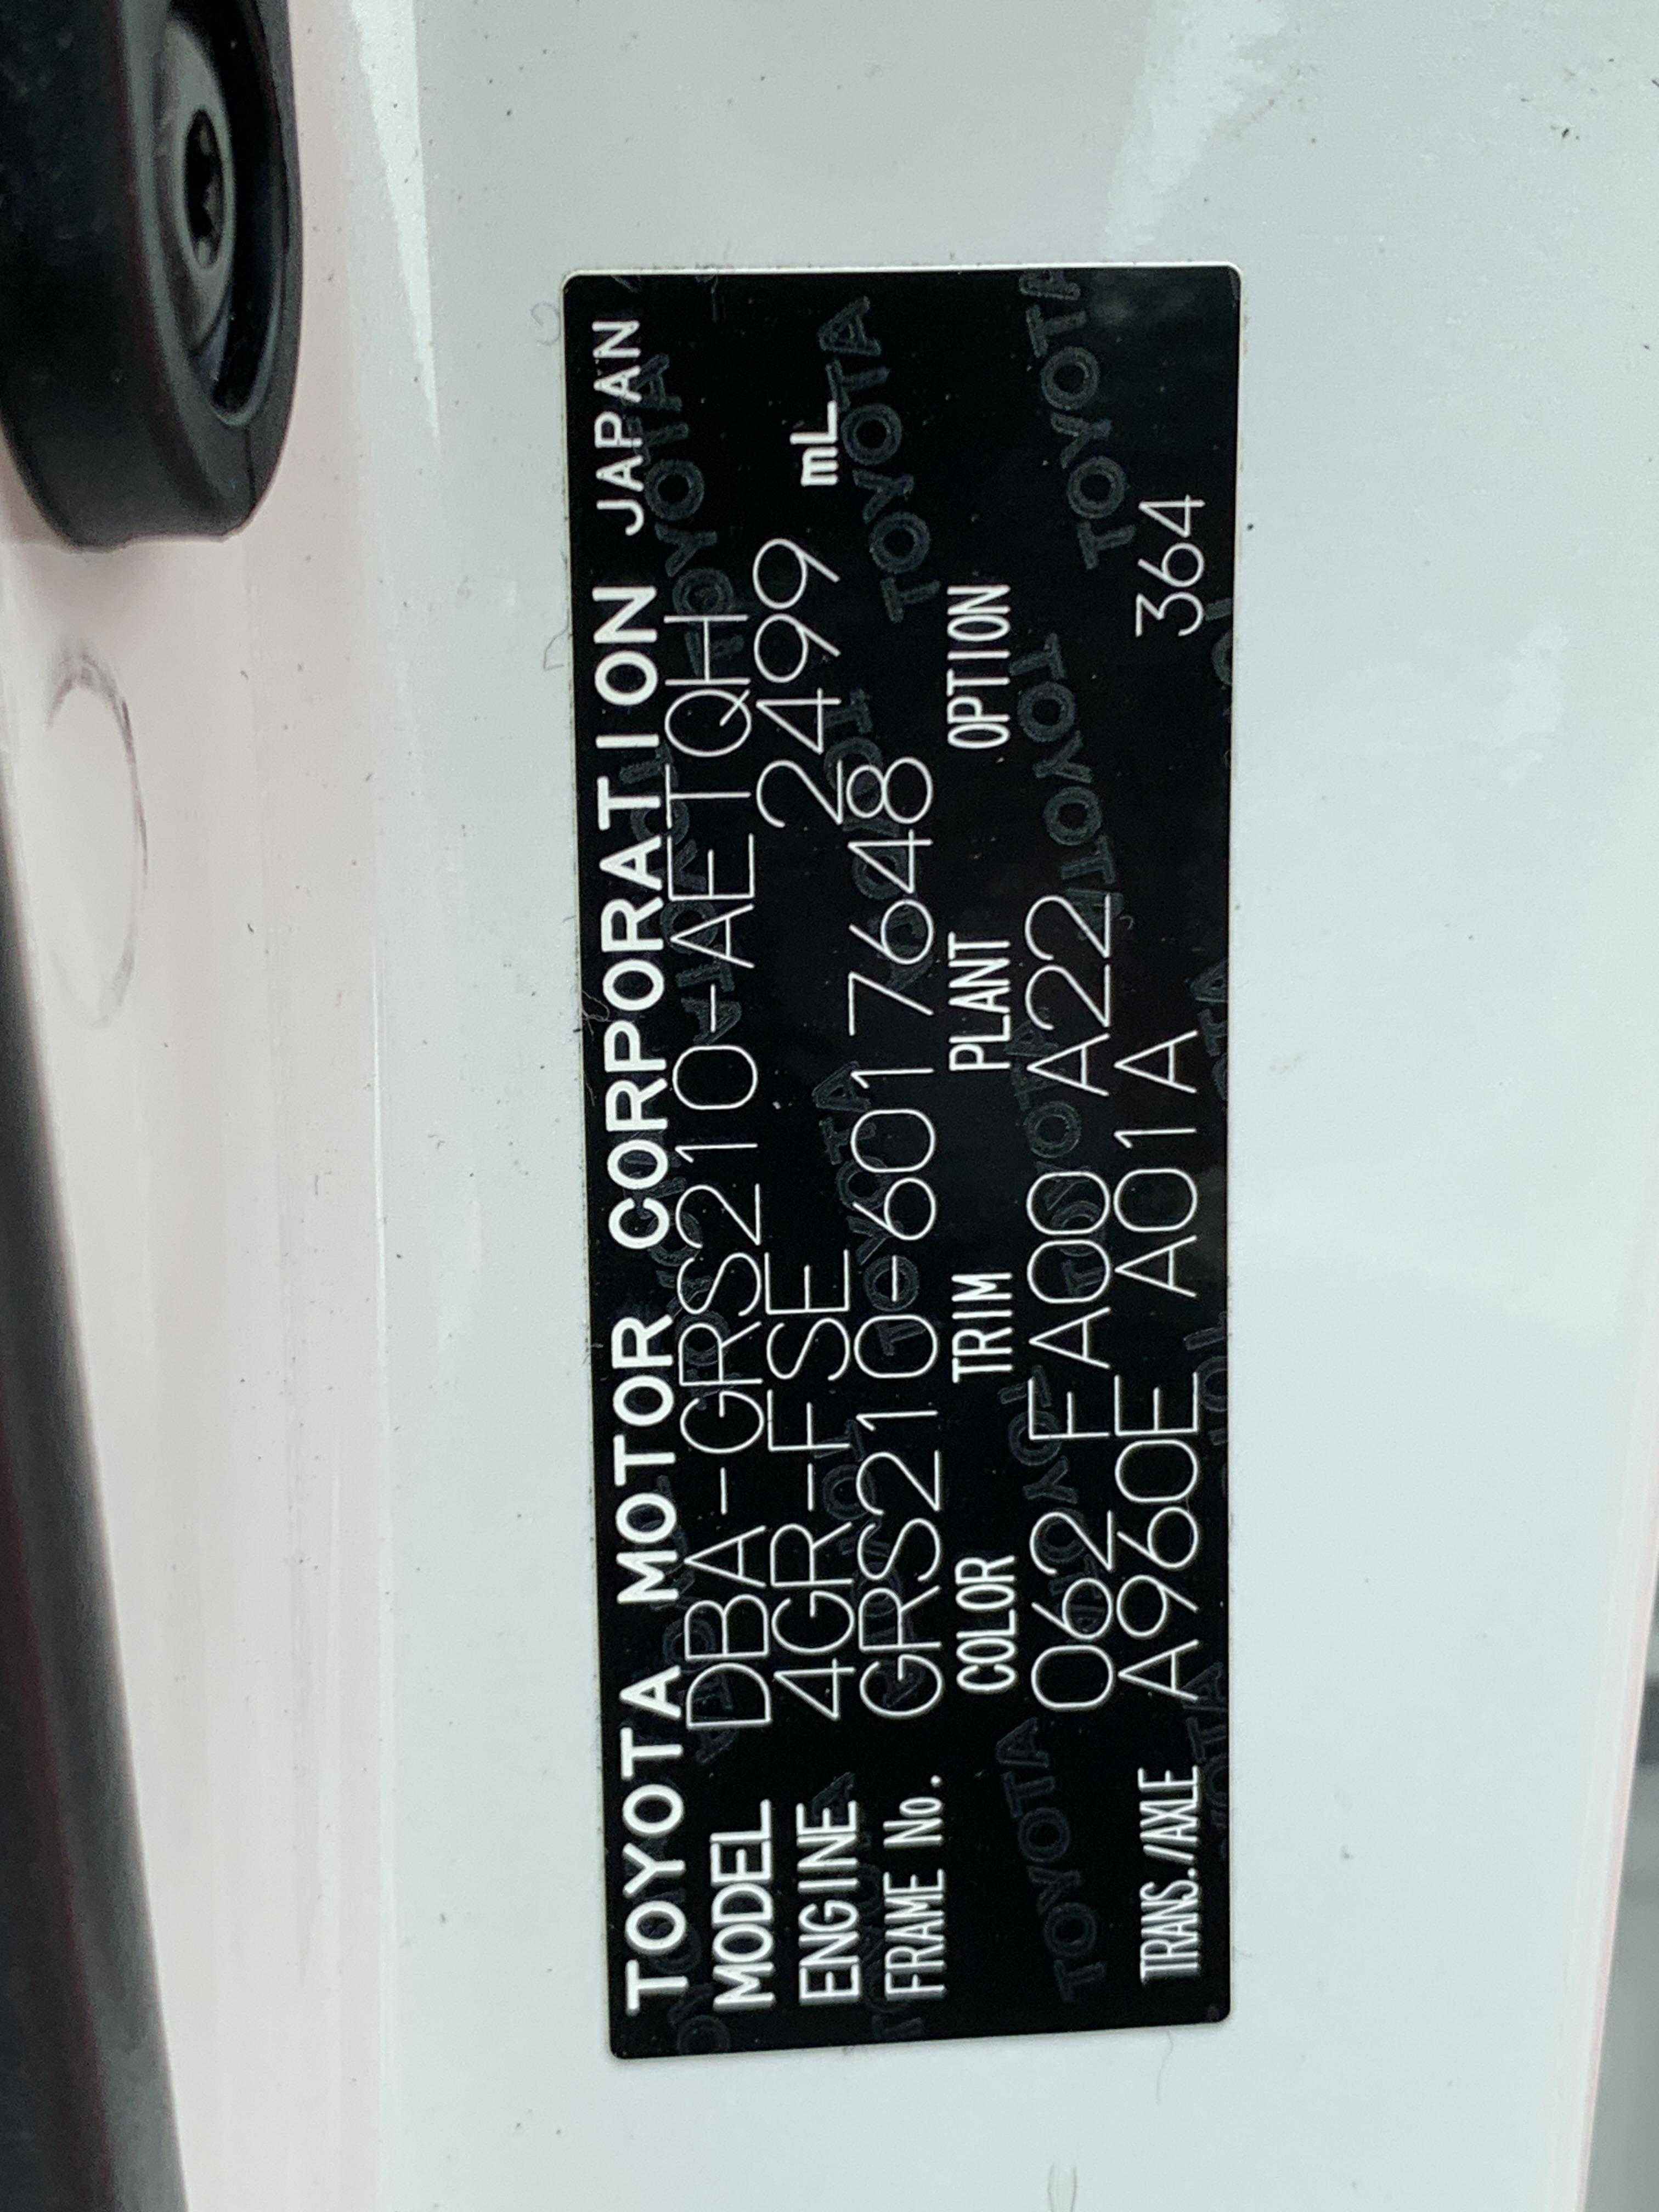 TOYOTA MOTOR CORPORATION JAPAN
MODEL DBA-GRS210-AETQH
ENGINE 4GR-FSE 2499 mL
FRAME No. GRS210-6017648
COLOR TRIM PLANT OPTION
062 FA00 A22
TRANS./AXLE A960E A01A 364